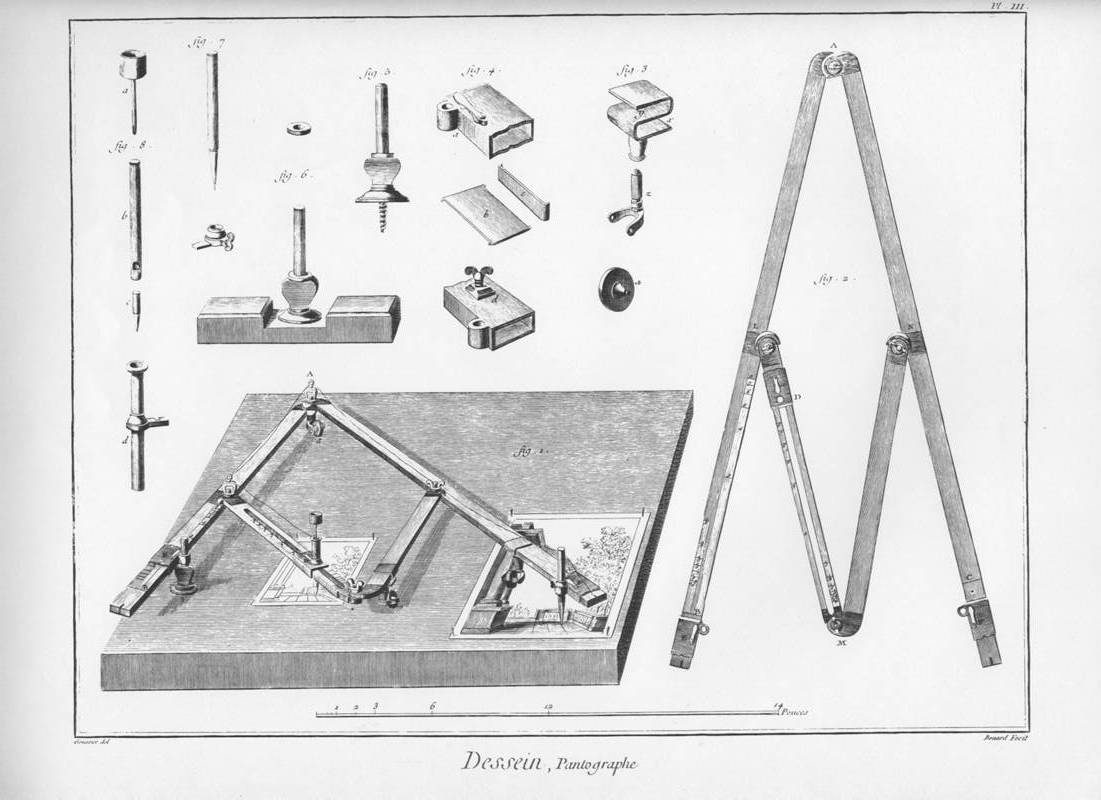 Pl. III.
fig. 7
fig. 5
fig. 4.
fig. 3
A
a
fig. 8.
fig. 6.
a
y
x
b
c
b
z
fig. 2.
c
L
N
d
A
fig. 1.
D
B
C
M
1 2 3 6 12 14 Pouces
Goussier del
Benard Fecit
Dessein, Pantographe